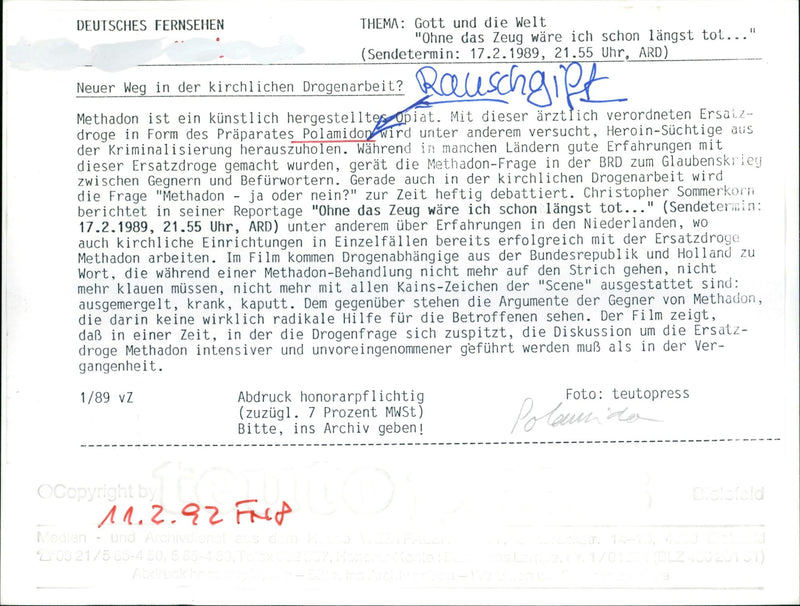 DEUTSCHES FERNSEHEN
THEMA: Gott und die Welt
"Ohne das Zeug wäre ich schon längst tot..."
(Sendetermin: 17.2.1989, 21.55 Uhr, ARD)
Neuer Weg in der kirchlichen Drogenarbeit?
Rauschgift
Methadon ist ein künstlich hergestelltes Opiat. Mit dieser ärztlich verordneten Ersatz-
droge in Form des Präparates Polamidon wird unter anderem versucht, Heroin-Süchtige aus
der Kriminalisierung herauszuholen. Während in manchen Ländern gute Erfahrungen mit
dieser Ersatzdroge gemacht wurden, gerät die Methadon-Frage in der BRD zum Glaubenskrieg
zwischen Gegnern und Befürwortern. Gerade auch in der kirchlichen Drogenarbeit wird
die Frage "Methadon - ja oder nein?" zur Zeit heftig debattiert. Christopher Sommerkorn
berichtet in seiner Reportage "Ohne das Zeug wäre ich schon längst tot..." (Sendetermin:
17.2.1989, 21.55 Uhr, ARD) unter anderem über Erfahrungen in den Niederlanden, wo
auch kirchliche Einrichtungen in Einzelfällen bereits erfolgreich mit der Ersatzdroge
Methadon arbeiten. Im Film kommen Drogenabhängige aus der Bundesrepublik und Holland zu
Wort, die während einer Methadon-Behandlung nicht mehr auf den Strich gehen, nicht
mehr klauen müssen, nicht mehr mit allen Kains-Zeichen der "Scene" ausgestattet sind:
ausgemergelt, krank, kaputt. Dem gegenüber stehen die Argumente der Gegner von Methadon,
die darin keine wirklich radikale Hilfe für die Betroffenen sehen. Der Film zeigt,
daß in einer Zeit, in der die Drogenfrage sich zuspitzt, die Diskussion um die Ersatz-
droge Methadon intensiver und unvoreingenommener geführt werden muß als in der Ver-
gangenheit.
1/89 vZ
Abdruck honorarpflichtig
(zuzügl. 7 Prozent MWSt)
Bitte, ins Archiv geben!
Foto: teutopress
Polamidon
©Copyright by teuto Bielefeld
11.2.92
Medien - und Archivdienst aus dem